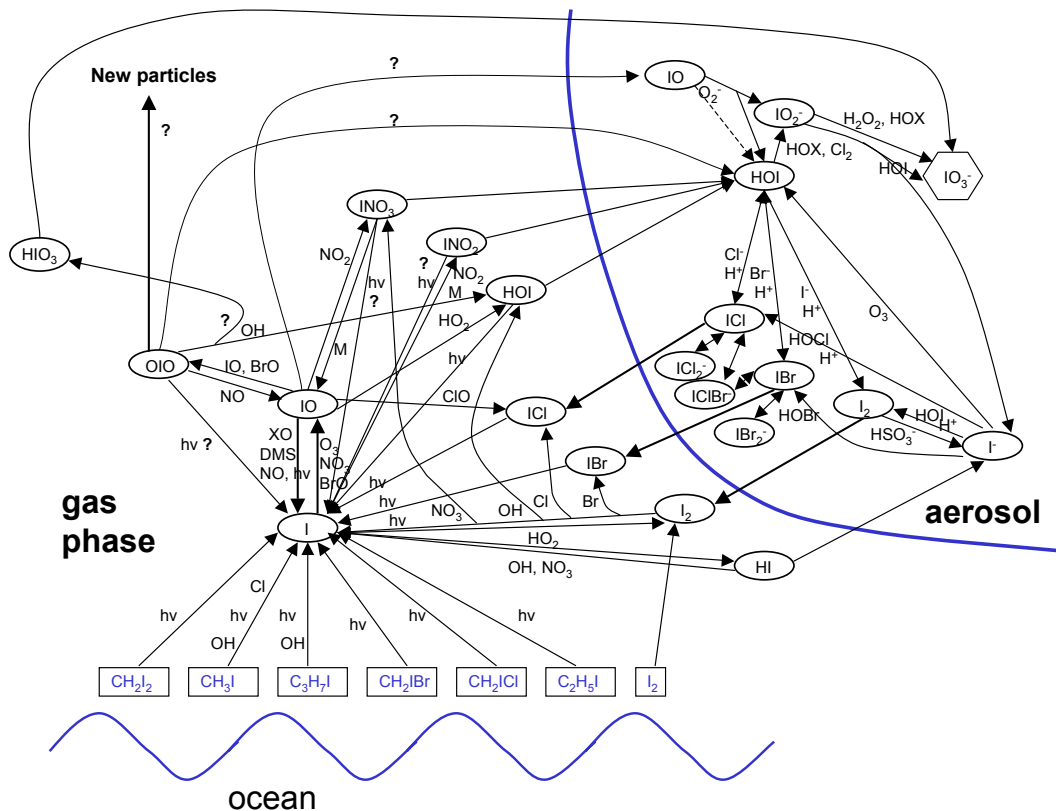 New particles
?
?
?
IO
O₂⁻
IO₂⁻
H₂O₂, HOX
HOX, Cl₂
HOI
HOI
IO₃⁻
INO₃
INO₂
HIO₃
NO₂
hv
?
?
hv
NO₂
M
HOI
HO₂
Cl⁻
H⁺
Br⁻
H⁺
I⁻
H⁺
O₃
?
OH
M
hv
ICl
HOCl
H⁺
OIO
IO, BrO
NO
IO
ClO
ICl
ICl₂⁻
IClBr⁻
IBr
HOBr
IBr₂⁻
I₂
HOI
H⁺
HSO₃⁻
I⁻
hv ?
XO
DMS
NO, hv
O₃
NO₃
BrO
hv
IBr
hv
hv
NO₃
OH
Cl
Br
I₂
gas
phase
aerosol
I
HO₂
OH, NO₃
HI
hv
Cl
hv
OH
hv
OH
hv
hv
hv
CH₂I₂
CH₃I
C₃H₇I
CH₂IBr
CH₂ICl
C₂H₅I
I₂
ocean